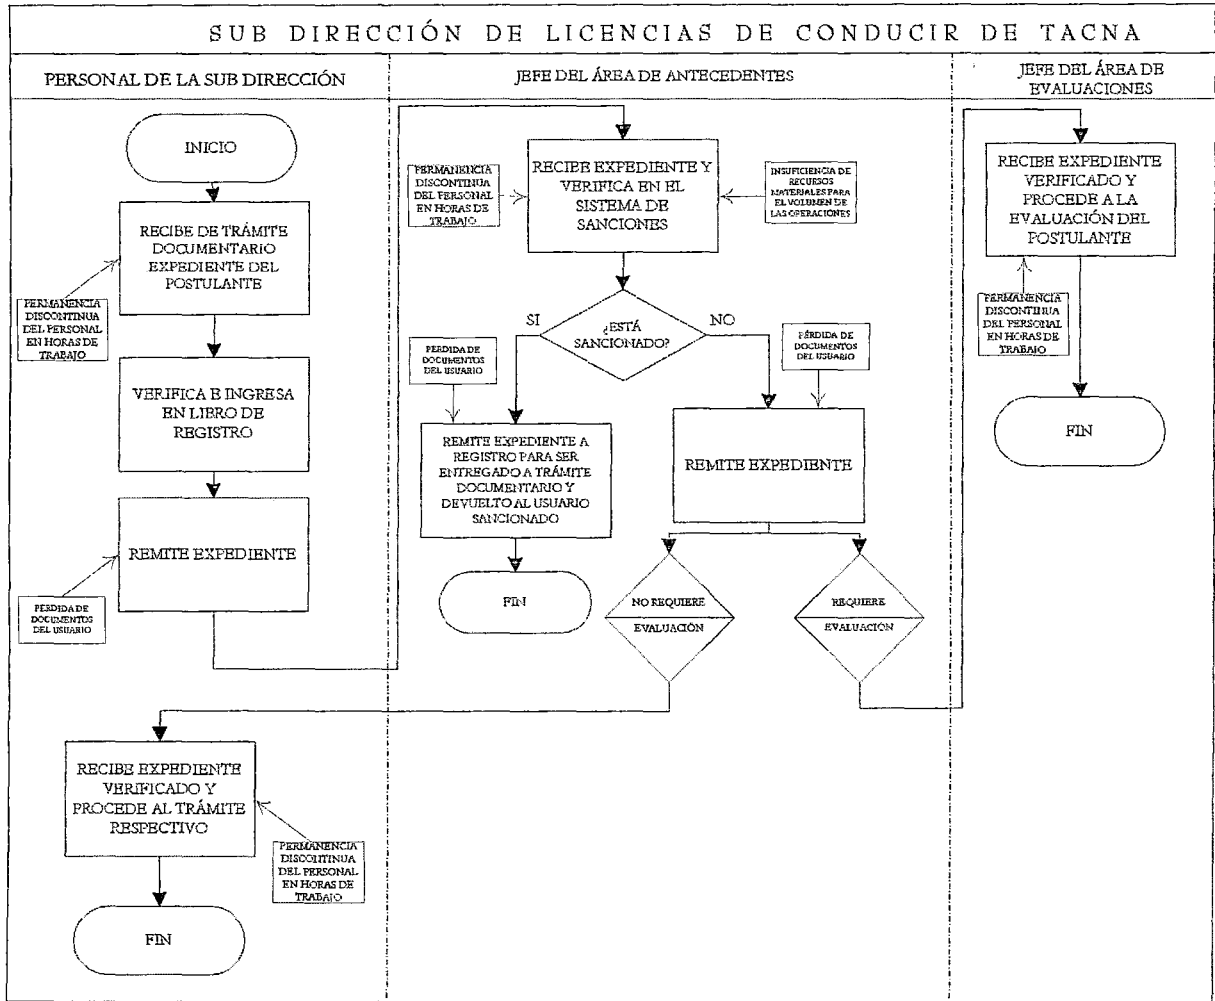 SUB DIRECCIÓN DE LICENCIAS DE CONDUCIR DE TACNA
PERSONAL DE LA SUB DIRECCIÓN
JEFE DEL ÁREA DE ANTECEDENTES
JEFE DEL ÁREA DE
EVALUACIONES
INICIO
RECIBE DE TRÁMITE
DOCUMENTARIO
EXPEDIENTE DEL
POSTULANTE
PERMANENCIA
DISCONTINUA
DEL PERSONAL
EN HORAS DE
TRABAJO
VERIFICA E INGRESA
EN LIBRO DE
REGISTRO
REMITE EXPEDIENTE
PÉRDIDA DE
DOCUMENTOS
DEL USUARIO
RECIBE EXPEDIENTE Y
VERIFICA EN EL
SISTEMA DE
SANCIONES
PERMANENCIA
DISCONTINUA
DEL PERSONAL
EN HORAS DE
TRABAJO
INSUFICIENCIA DE
RECURSOS
MATERIALES PARA
EL VOLUMEN DE
LAS OPERACIONES
¿ESTÁ
SANCIONADO?
SI
NO
PÉRDIDA DE
DOCUMENTOS
DEL USUARIO
PÉRDIDA DE
DOCUMENTOS
DEL USUARIO
REMITE EXPEDIENTE A
REGISTRO PARA SER
ENTREGADO A TRÁMITE
DOCUMENTARIO Y
DEVUELTO AL USUARIO
SANCIONADO
REMITE EXPEDIENTE
FIN
NO REQUIERE
EVALUACIÓN
REQUIERE
EVALUACIÓN
RECIBE EXPEDIENTE
VERIFICADO Y
PROCEDE A LA
EVALUACIÓN DEL
POSTULANTE
PERMANENCIA
DISCONTINUA
DEL PERSONAL
EN HORAS DE
TRABAJO
FIN
RECIBE EXPEDIENTE
VERIFICADO Y
PROCEDE AL TRÁMITE
RESPECTIVO
PERMANENCIA
DISCONTINUA
DEL PERSONAL
EN HORAS DE
TRABAJO
FIN